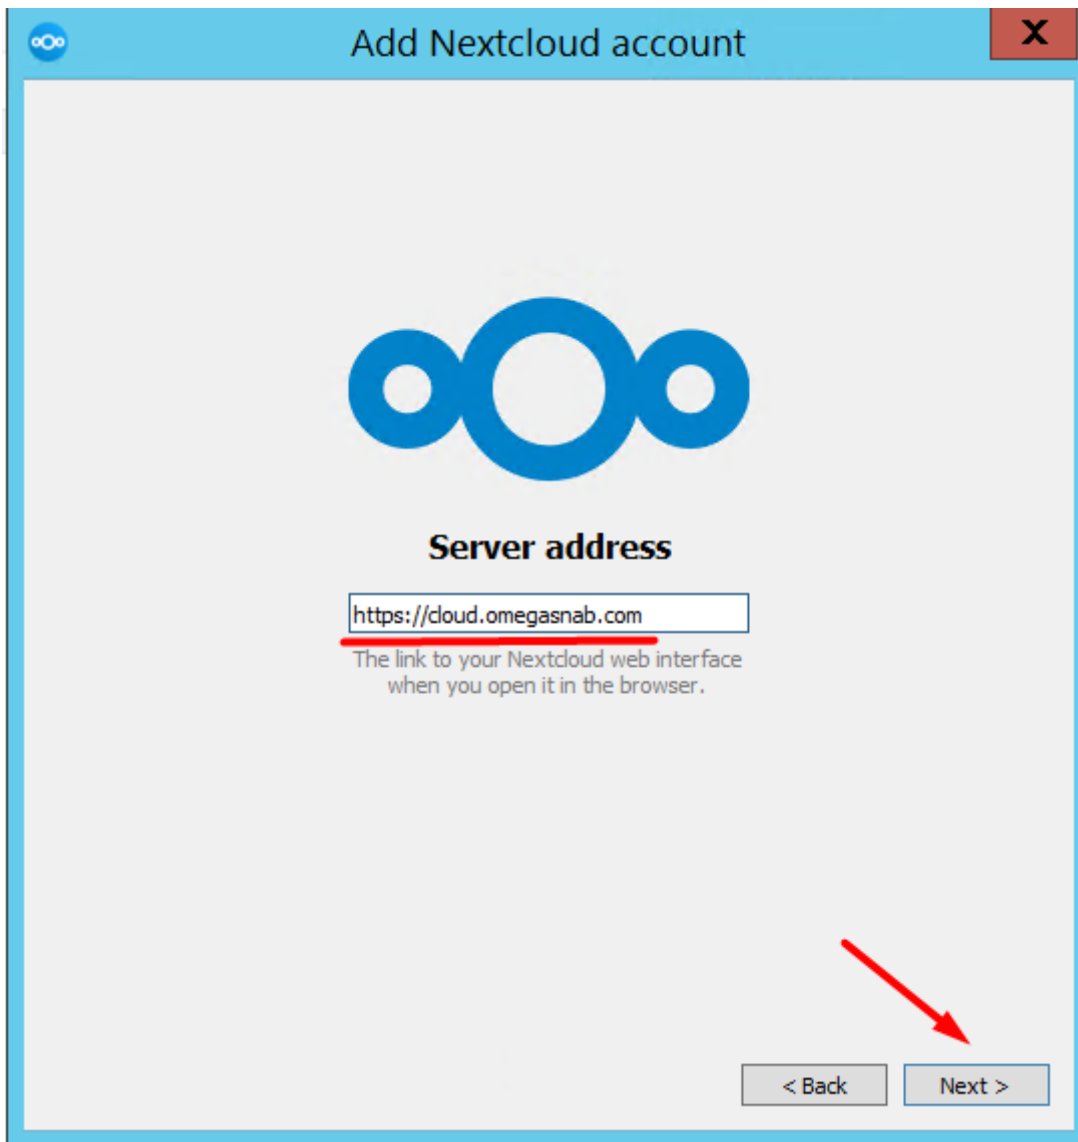 Add Nextcloud account
X
Server address
https://cloud.omegasnab.com
The link to your Nextcloud web interface
when you open it in the browser.
< Back
Next >